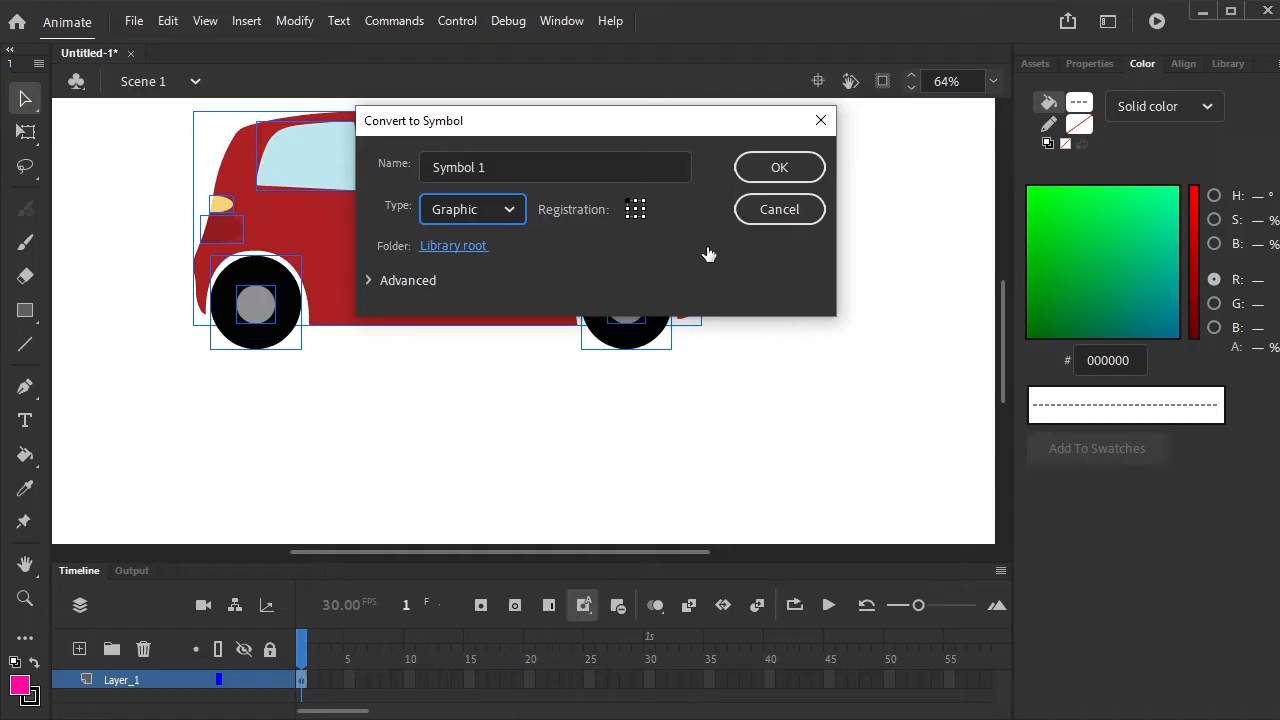 Animate File Edit View Insert Modify Text Commands Control Debug Window Help
Untitled-1*
Scene 1 64%
Assets Properties Color Align Library
Solid color
Convert to Symbol
Name: Symbol 1 OK
Type: Graphic Registration: Cancel
Folder: Library root
Advanced
H: — °
S: — %
B: — %
R: —
G: —
B: —
A: — %
# 000000
Add To Swatches
Timeline Output
30.00 FPS 1 F
1s
5 10 15 20 25 30 35 40 45 50 55
Layer_1